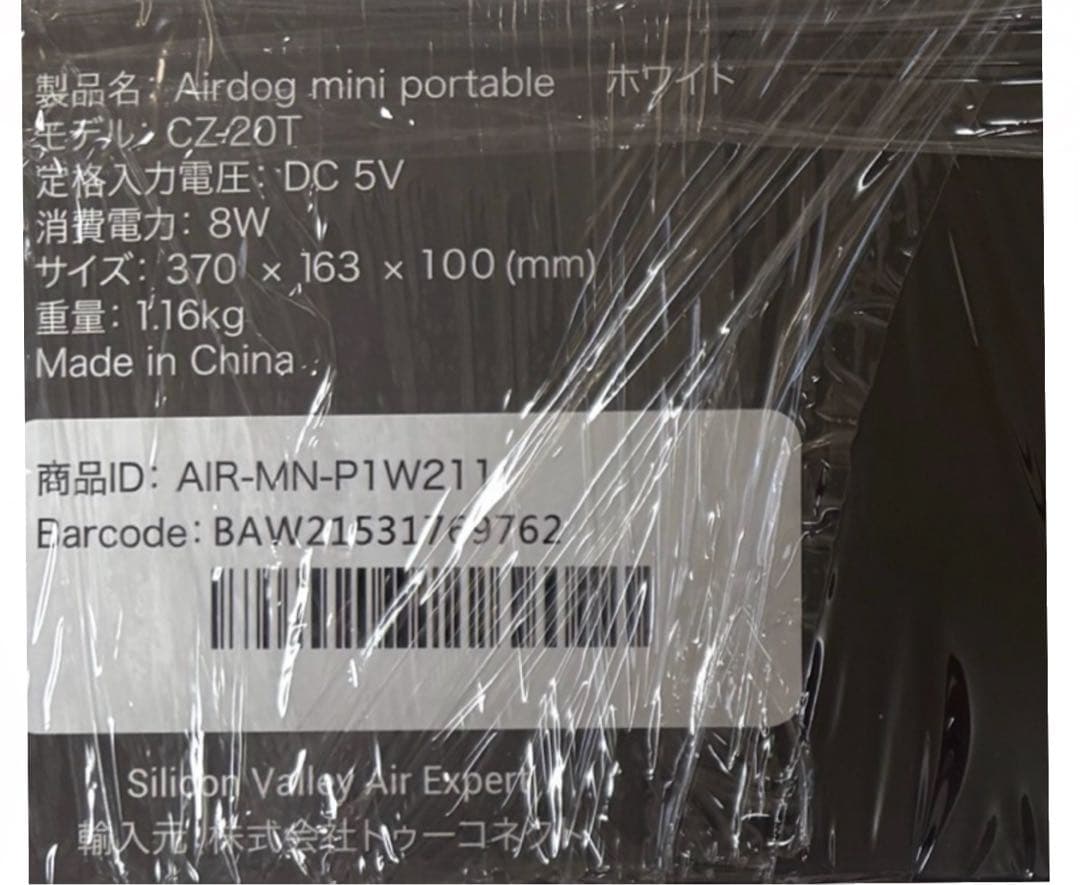 製品名: Airdog mini portable ホワイト
モデル: CZ-20T
定格入力電圧: DC 5V
消費電力: 8W
サイズ: 370 × 163 × 100 (mm)
重量: 1.16kg
Made in China
商品ID: AIR-MN-P1W211
Barcode: BAW21531769762
Silicon Valley Air Expert
輸入元 株式会社トゥーコネクト